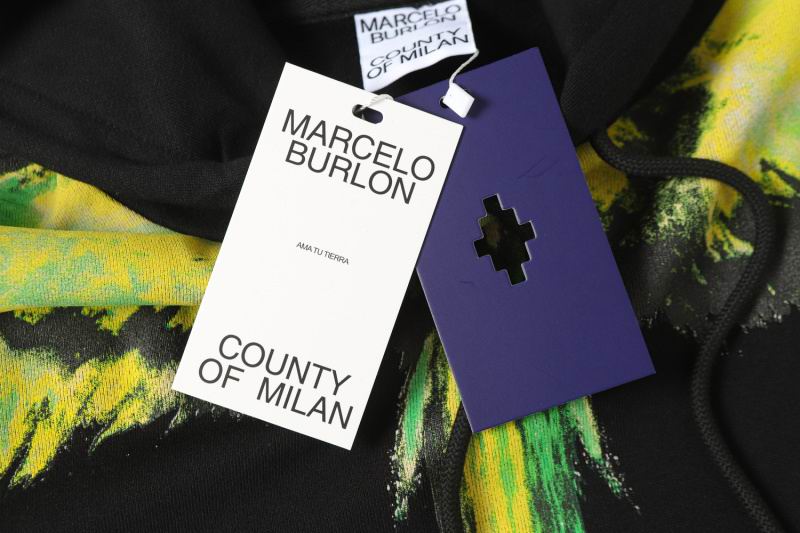 MARCELO
BURLON
COUNTY
OF MILAN
MARCELO
BURLON
AMA TU TIERRA
COUNTY
OF MILAN